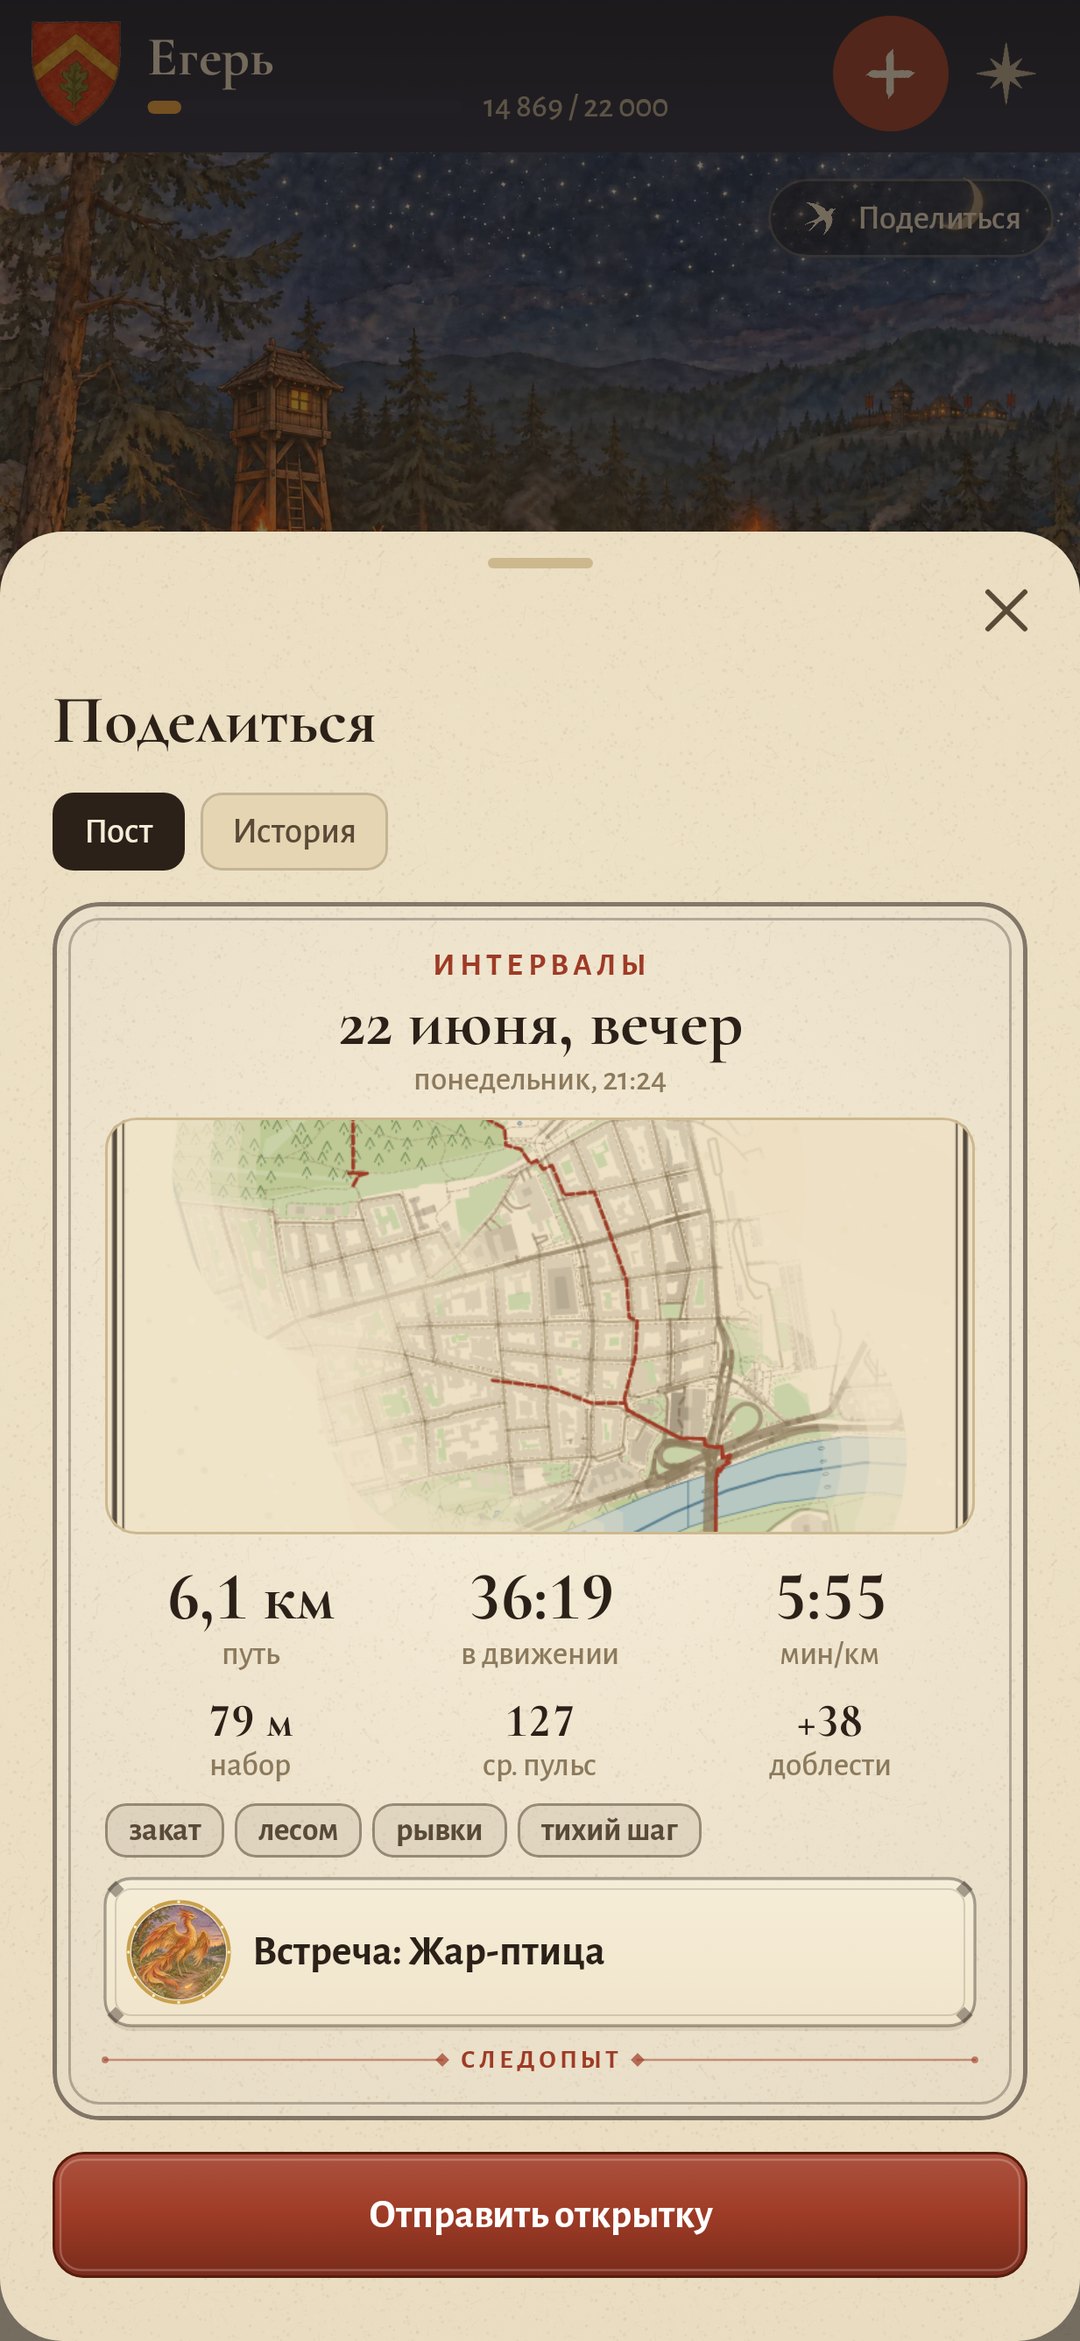 Егерь
14 869 / 22 000
Поделиться
Поделиться
Пост
История
ИНТЕРВАЛЫ
22 июня, вечер
понедельник, 21:24
6,1 км
36:19
5:55
путь
в движении
мин/км
79 м
127
+38
набор
ср. пульс
доблести
закат
лесом
рывки
тихий шаг
Встреча: Жар-птица
СЛЕДОПЫТ
Отправить открытку